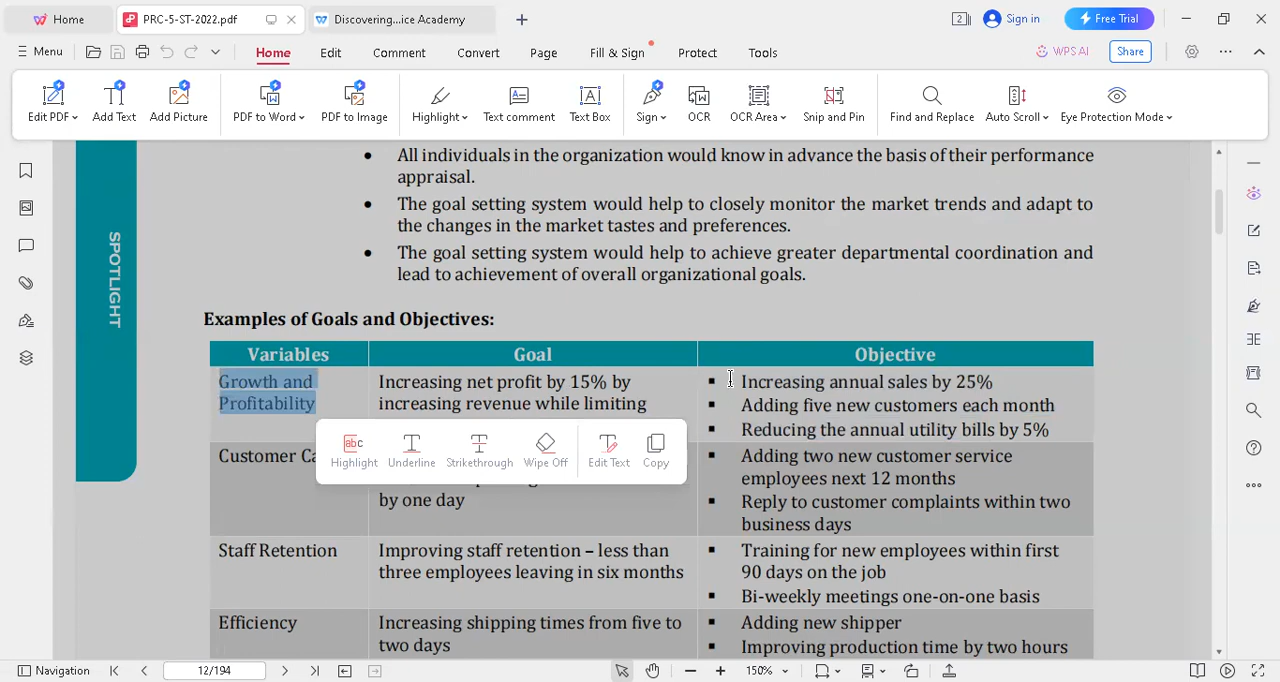 Home
PRC-5-ST-2022.pdf
Discovering...ice Academy
Sign in
Free Trial
Menu
Home
Edit
Comment
Convert
Page
Fill & Sign
Protect
Tools
WPS AI
Share
Edit PDF
Add Text
Add Picture
PDF to Word
PDF to Image
Highlight
Text comment
Text Box
Sign
OCR
OCR Area
Snip and Pin
Find and Replace
Auto Scroll
Eye Protection Mode
SPOTLIGHT
• All individuals in the organization would know in advance the basis of their performance
appraisal.
• The goal setting system would help to closely monitor the market trends and adapt to
the changes in the market tastes and preferences.
• The goal setting system would help to achieve greater departmental coordination and
lead to achievement of overall organizational goals.
Examples of Goals and Objectives:
Variables
Goal
Objective
Growth and
Profitability
Increasing net profit by 15% by
increasing revenue while limiting
▪ Increasing annual sales by 25%
▪ Adding five new customers each month
▪ Reducing the annual utility bills by 5%
Highlight
Underline
Strikethrough
Wipe Off
Edit Text
Copy
Customer Ca
by one day
▪ Adding two new customer service
employees next 12 months
▪ Reply to customer complaints within two
business days
Staff Retention
Improving staff retention – less than
three employees leaving in six months
▪ Training for new employees within first
90 days on the job
▪ Bi-weekly meetings one-on-one basis
Efficiency
Increasing shipping times from five to
two days
▪ Adding new shipper
▪ Improving production time by two hours
Navigation
12/194
150%